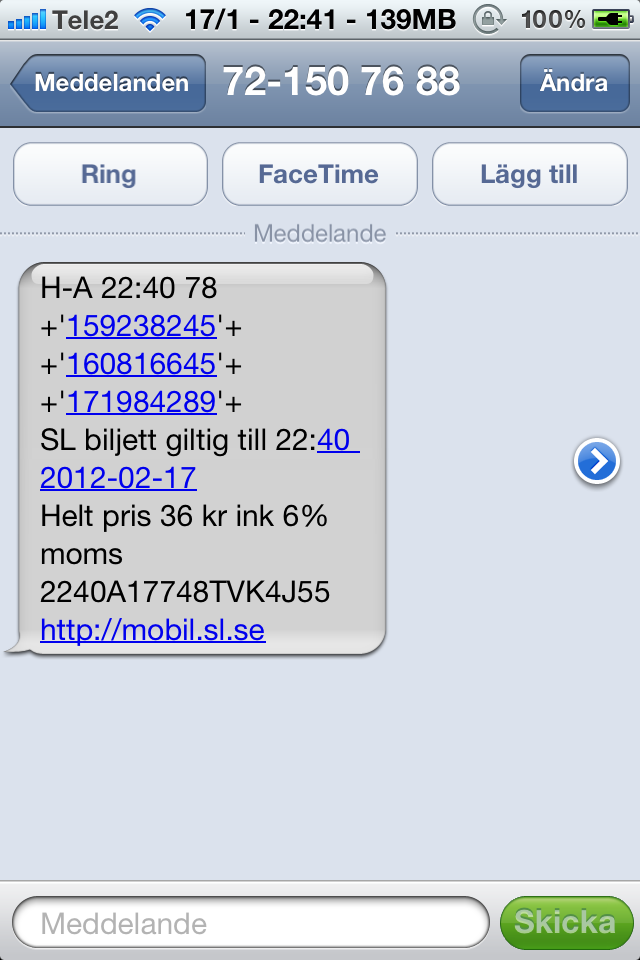 Tele2 17/1 - 22:41 - 139MB 100%
Meddelanden 72-150 76 88 Ändra
Ring FaceTime Lägg till
Meddelande
H-A 22:40 78
+'159238245'+
+'160816645'+
+'171984289'+
SL biljett giltig till 22:40
2012-02-17
Helt pris 36 kr ink 6%
moms
2240A17748TVK4J55
http://mobil.sl.se
Meddelande Skicka